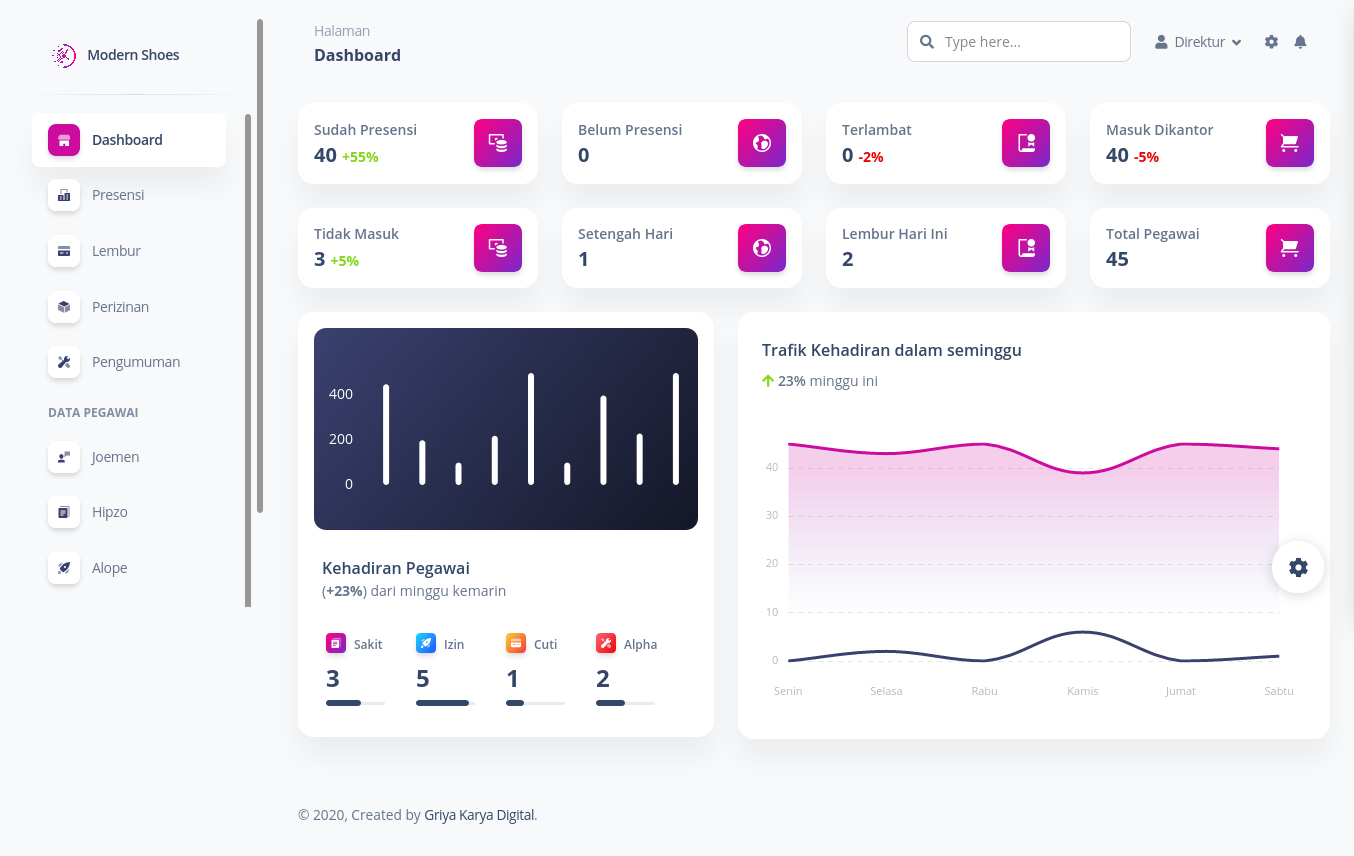 Modern Shoes
Dashboard
Presensi
Lembur
Perizinan
Pengumuman
DATA PEGAWAI
Joemen
Hipzo
Alope
Halaman
Dashboard
Type here...
Direktur
Sudah Presensi
40 +55%
Belum Presensi
0
Terlambat
0 -2%
Masuk Dikantor
40 -5%
Tidak Masuk
3 +5%
Setengah Hari
1
Lembur Hari Ini
2
Total Pegawai
45
400
200
0
Kehadiran Pegawai
(+23%) dari minggu kemarin
Sakit
3
Izin
5
Cuti
1
Alpha
2
Trafik Kehadiran dalam seminggu
23% minggu ini
40
30
20
10
0
Senin Selasa Rabu Kamis Jumat Sabtu
© 2020, Created by Griya Karya Digital.